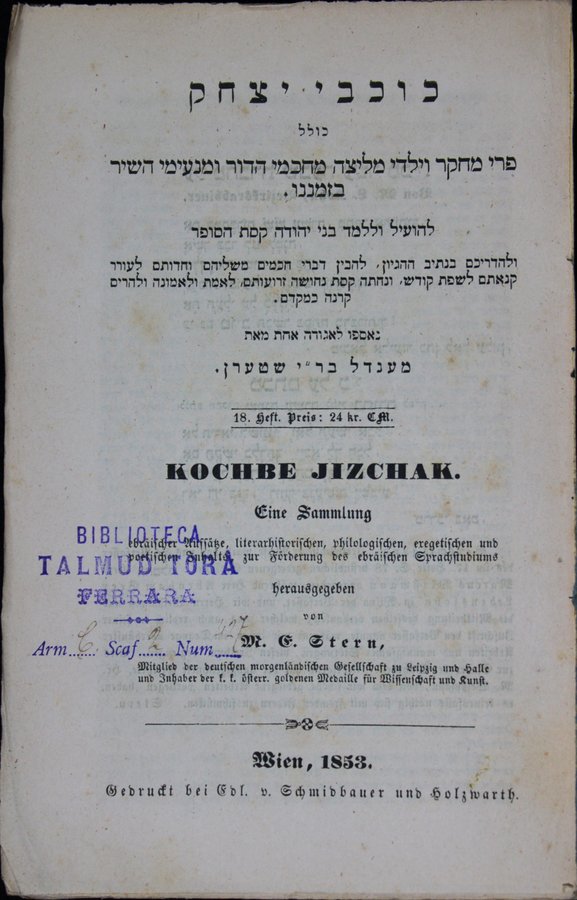 כוכבי יצחק
כולל
פרי מחקר וילדי מליצה מחכמי הדור ומנעימי השיר
בזמננו.
להועיל וללמד בני יהודה קסת הסופר
ולהדריכם בנתיב ההגיון, להבין דברי חכמים משליהם וחדותם לעורר
קנאתם לשפת קודש, ונחתה קסת נחושה זרועותם, לאמת ולאמונה ולהרים
קרנה כמקדם.
נאספו לאגודה אחת מאת
מענדל בר״י שטערן.
18. Heft. Preis: 24 kr. CM.
KOCHBE JIZCHAK.
Eine Sammlung
ebräischer Aufsätze, literarhistorischen, philologischen, exegetischen und
poetischen Inhalts, zur Förderung des ebräischen Sprachstudiums
herausgegeben
von
M. E. Stern,
Mitglied der deutschen morgenländischen Gesellschaft zu Leipzig und Halle
und Inhaber der k. k. österr. goldenen Medaille für Wissenschaft und Kunst.
Wien, 1853.
Gedruckt bei Edl. v. Schmidbauer und Holzwarth.
BIBLIOTECA
TALMUD TORÀ
FERRARA
Arm. C Scaf. 2 Num.